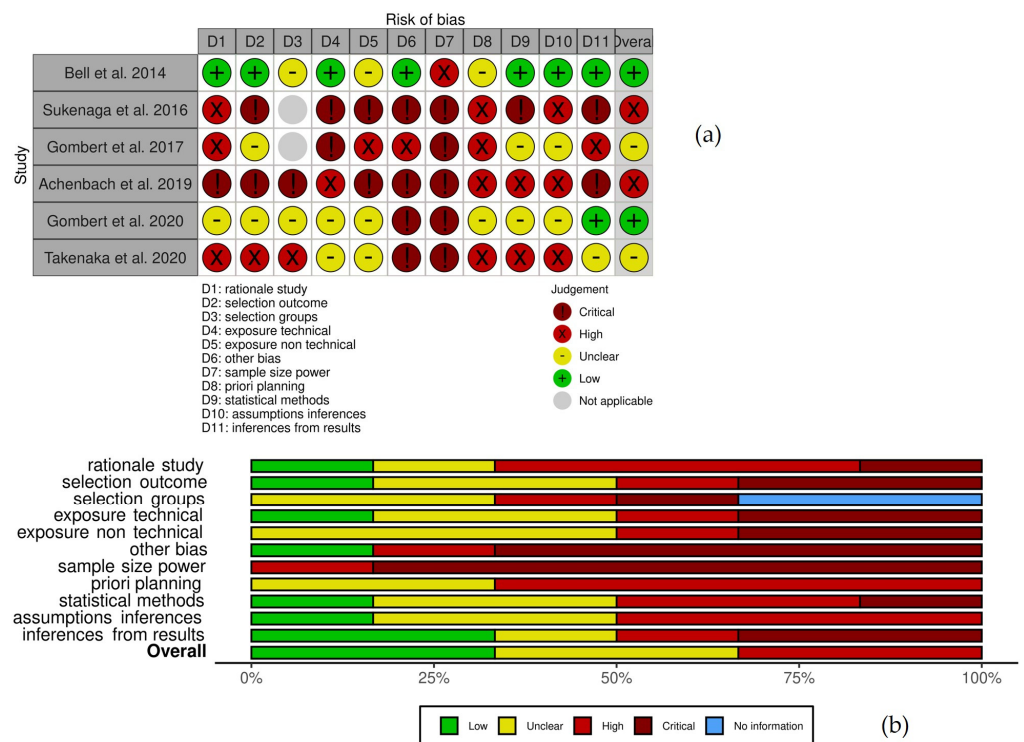 Risk of bias
D1 D2 D3 D4 D5 D6 D7 D8 D9 D10 D11 Overa
Study
Bell et al. 2014 + + - + - + X - + + + +
Sukenaga et al. 2016 X ! ! ! ! ! X ! X ! X
Gombert et al. 2017 X - ! X X ! X - - X -
Achenbach et al. 2019 ! ! ! X ! ! ! X X X ! X
Gombert et al. 2020 - - - - - ! ! - - - + +
Takenaka et al. 2020 X X X - - ! ! X X X - -
(a)
D1: rationale study
D2: selection outcome
D3: selection groups
D4: exposure technical
D5: exposure non technical
D6: other bias
D7: sample size power
D8: priori planning
D9: statistical methods
D10: assumptions inferences
D11: inferences from results
Judgement
! Critical
X High
- Unclear
+ Low
Not applicable
rationale study
selection outcome
selection groups
exposure technical
exposure non technical
other bias
sample size power
priori planning
statistical methods
assumptions inferences
inferences from results
Overall
0% 25% 50% 75% 100%
Low Unclear High Critical No information
(b)